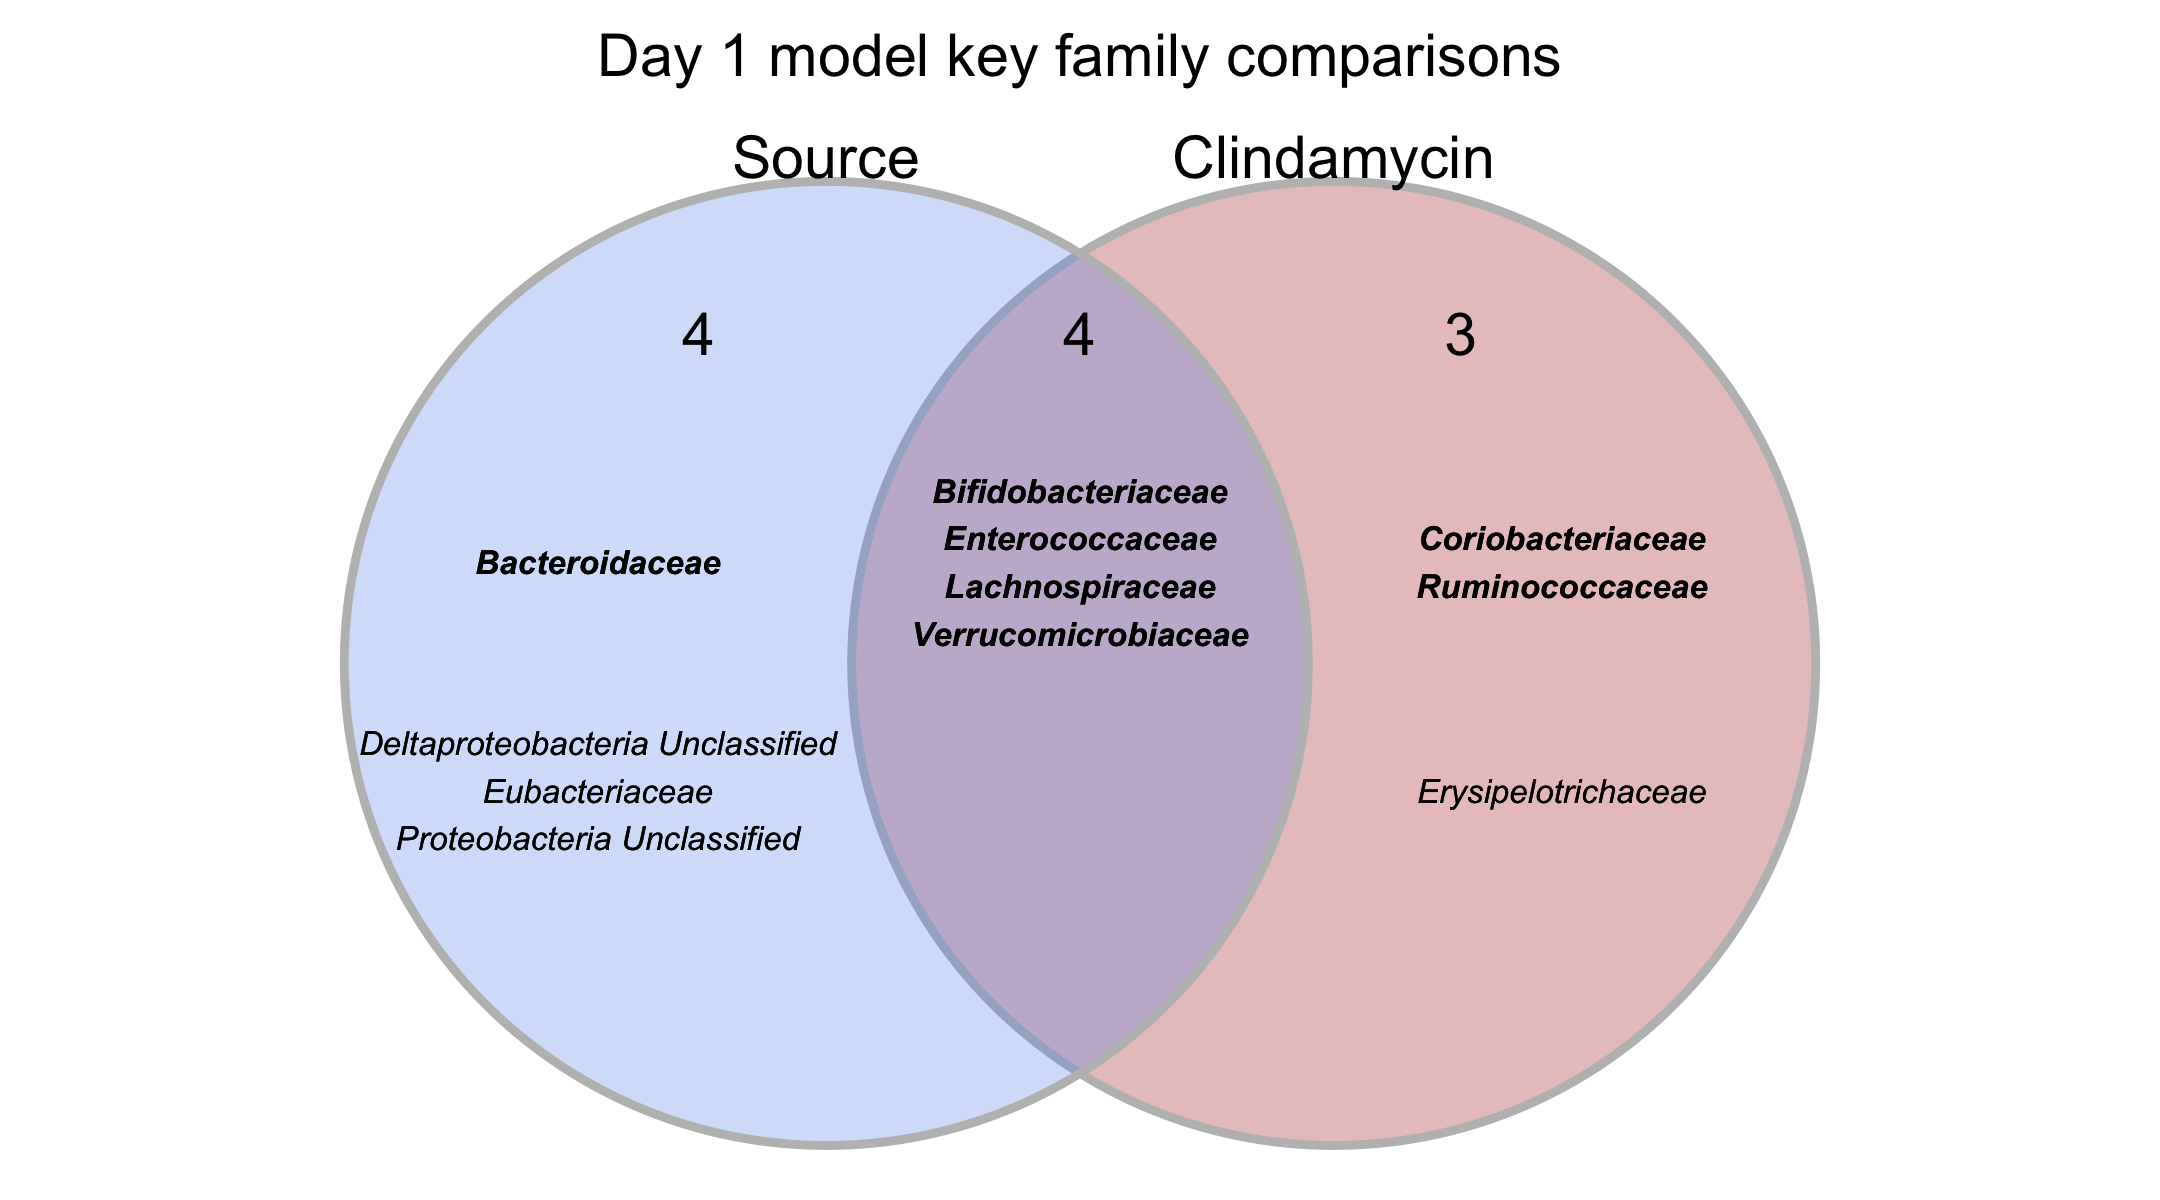 Day 1 model key family comparisons
Source
Clindamycin
4
4
3
Bacteroidaceae
Deltaproteobacteria Unclassified
Eubacteriaceae
Proteobacteria Unclassified
Bifidobacteriaceae
Enterococcaceae
Lachnospiraceae
Verrucomicrobiaceae
Coriobacteriaceae
Ruminococcaceae
Erysipelotrichaceae